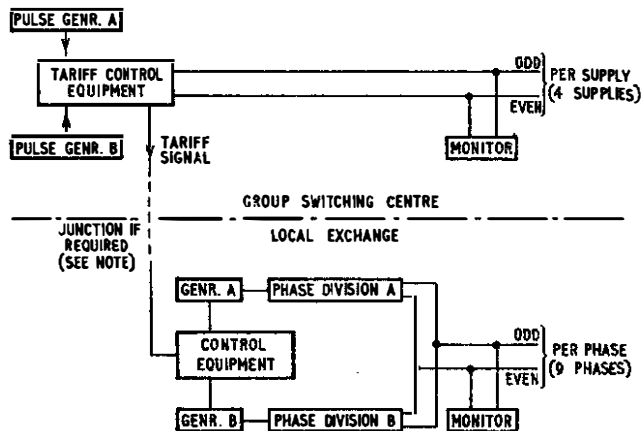 PULSE GENR. A
TARIFF CONTROL
EQUIPMENT
PULSE GENR. B
TARIFF
SIGNAL
ODD
EVEN
PER SUPPLY
(4 SUPPLIES)
MONITOR
GROUP SWITCHING CENTRE
JUNCTION IF
REQUIRED
(SEE NOTE)
LOCAL EXCHANGE
GENR. A
PHASE DIVISION A
CONTROL
EQUIPMENT
ODD
EVEN
PER PHASE
(9 PHASES)
GENR. B
PHASE DIVISION B
MONITOR